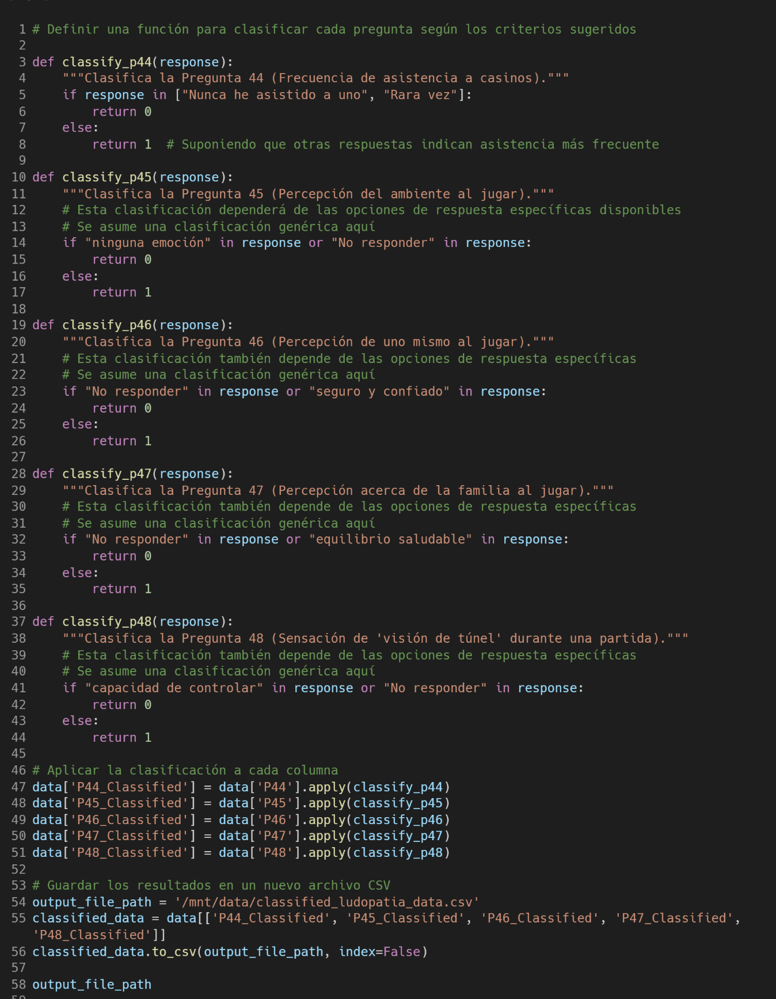 1 # Definir una función para clasificar cada pregunta según los criterios sugeridos
2
3 def classify_p44(response):
4     """Clasifica la Pregunta 44 (Frecuencia de asistencia a casinos)."""
5     if response in ["Nunca he asistido a uno", "Rara vez"]:
6         return 0
7     else:
8         return 1  # Suponiendo que otras respuestas indican asistencia más frecuente
9
10 def classify_p45(response):
11     """Clasifica la Pregunta 45 (Percepción del ambiente al jugar)."""
12     # Esta clasificación dependerá de las opciones de respuesta específicas disponibles
13     # Se asume una clasificación genérica aquí
14     if "ninguna emoción" in response or "No responder" in response:
15         return 0
16     else:
17         return 1
18
19 def classify_p46(response):
20     """Clasifica la Pregunta 46 (Percepción de uno mismo al jugar)."""
21     # Esta clasificación también depende de las opciones de respuesta específicas
22     # Se asume una clasificación genérica aquí
23     if "No responder" in response or "seguro y confiado" in response:
24         return 0
25     else:
26         return 1
27
28 def classify_p47(response):
29     """Clasifica la Pregunta 47 (Percepción acerca de la familia al jugar)."""
30     # Esta clasificación también depende de las opciones de respuesta específicas
31     # Se asume una clasificación genérica aquí
32     if "No responder" in response or "equilibrio saludable" in response:
33         return 0
34     else:
35         return 1
36
37 def classify_p48(response):
38     """Clasifica la Pregunta 48 (Sensación de 'visión de túnel' durante una partida)."""
39     # Esta clasificación también depende de las opciones de respuesta específicas
40     # Se asume una clasificación genérica aquí
41     if "capacidad de controlar" in response or "No responder" in response:
42         return 0
43     else:
44         return 1
45
46 # Aplicar la clasificación a cada columna
47 data['P44_Classified'] = data['P44'].apply(classify_p44)
48 data['P45_Classified'] = data['P45'].apply(classify_p45)
49 data['P46_Classified'] = data['P46'].apply(classify_p46)
50 data['P47_Classified'] = data['P47'].apply(classify_p47)
51 data['P48_Classified'] = data['P48'].apply(classify_p48)
52
53 # Guardar los resultados en un nuevo archivo CSV
54 output_file_path = '/mnt/data/classified_ludopatia_data.csv'
55 classified_data = data[['P44_Classified', 'P45_Classified', 'P46_Classified', 'P47_Classified',
'P48_Classified']]
56 classified_data.to_csv(output_file_path, index=False)
57
58 output_file_path